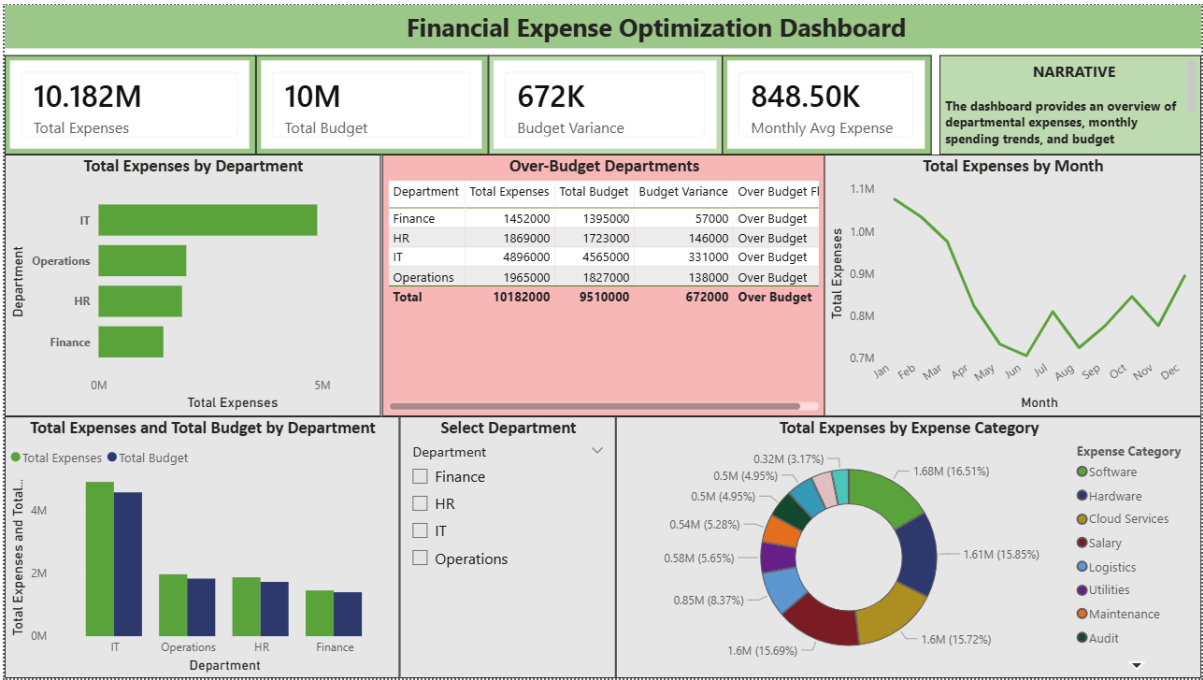 Financial Expense Optimization Dashboard
10.182M
Total Expenses
10M
Total Budget
672K
Budget Variance
848.50K
Monthly Avg Expense
NARRATIVE
The dashboard provides an overview of
departmental expenses, monthly
spending trends, and budget
Total Expenses by Department
Department
IT
Operations
HR
Finance
0M 5M
Total Expenses
Over-Budget Departments
Department Total Expenses Total Budget Budget Variance Over Budget Fl
Finance 1452000 1395000 57000 Over Budget
HR 1869000 1723000 146000 Over Budget
IT 4896000 4565000 331000 Over Budget
Operations 1965000 1827000 138000 Over Budget
Total 10182000 9510000 672000 Over Budget
Total Expenses by Month
Total Expenses
1.1M
1.0M
0.9M
0.8M
0.7M
Jan Feb Mar Apr May Jun Jul Aug Sep Oct Nov Dec
Month
Total Expenses and Total Budget by Department
Total Expenses Total Budget
Total Expenses and Total...
4M
2M
0M
IT Operations HR Finance
Department
Select Department
Department
Finance
HR
IT
Operations
Total Expenses by Expense Category
0.32M (3.17%)
0.5M (4.95%)
0.5M (4.95%)
0.54M (5.28%)
0.58M (5.65%)
0.85M (8.37%)
1.6M (15.69%)
1.68M (16.51%)
1.61M (15.85%)
1.6M (15.72%)
Expense Category
Software
Hardware
Cloud Services
Salary
Logistics
Utilities
Maintenance
Audit